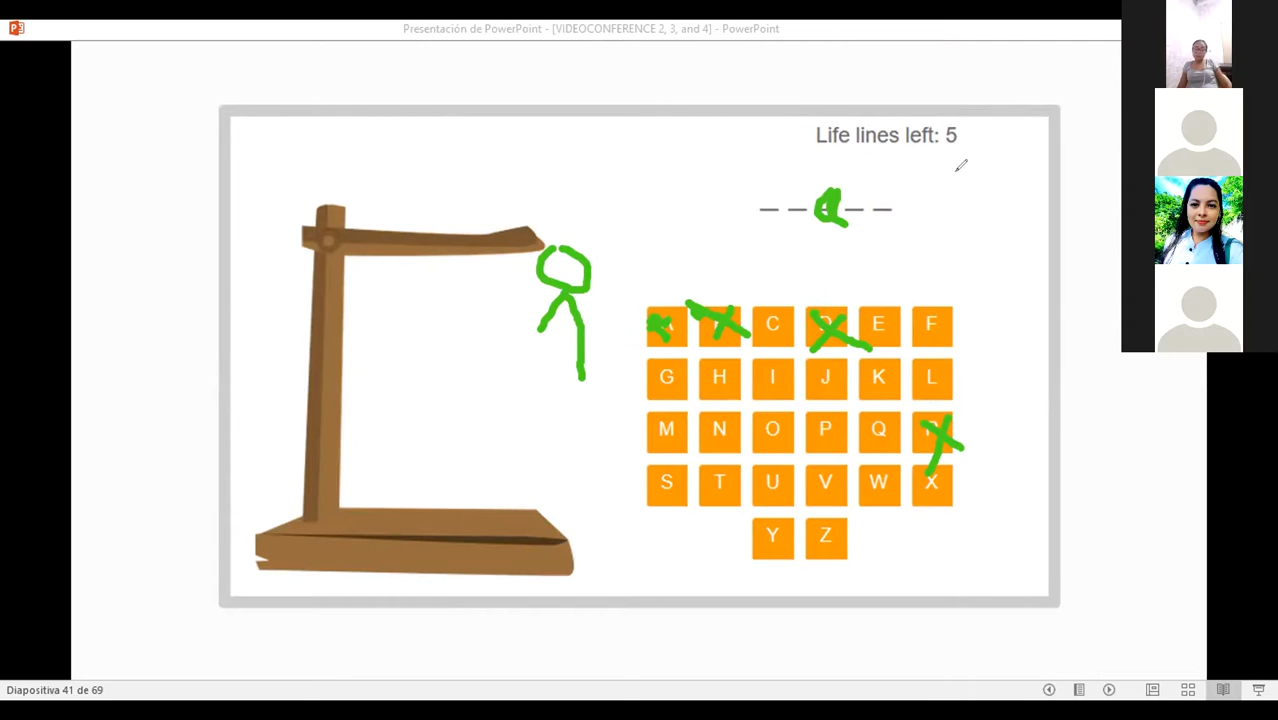 Presentación de PowerPoint - [VIDEOCONFERENCE 2, 3, and 4] - PowerPoint
Life lines left: 5
_ _ a _ _
A C E F
G H I J K L
M N O P Q
S T U V W X
Y Z
Diapositiva 41 de 69